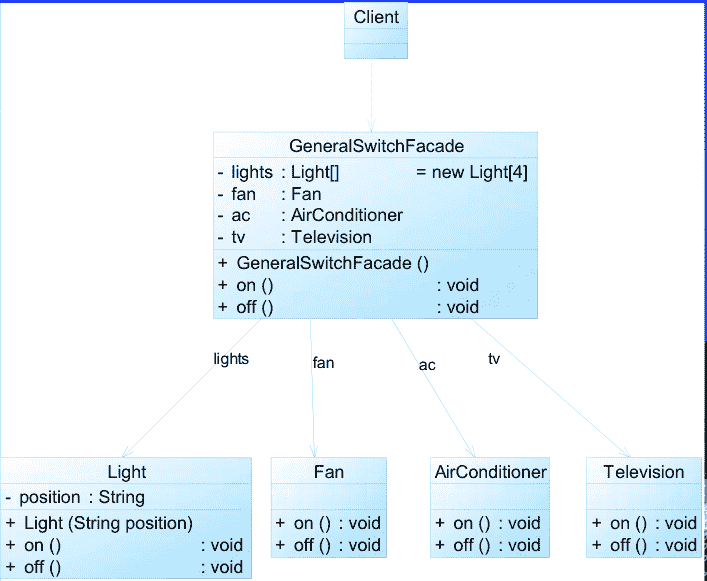 Client
GeneralSwitchFacade
- lights : Light[] = new Light[4]
- fan : Fan
- ac : AirConditioner
- tv : Television
+ GeneralSwitchFacade ()
+ on () : void
+ off () : void
lights
fan
ac
tv
Light
- position : String
+ Light (String position)
+ on () : void
+ off () : void
Fan
+ on () : void
+ off () : void
AirConditioner
+ on () : void
+ off () : void
Television
+ on () : void
+ off () : void